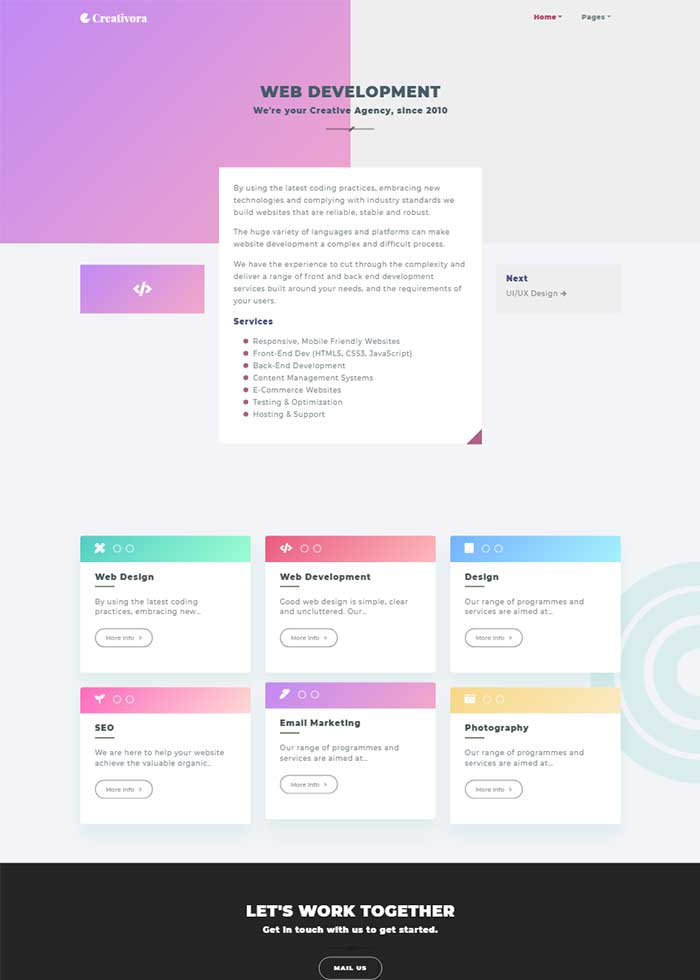 Creativora
Home
Pages
WEB DEVELOPMENT
We're your Creative Agency, since 2010
By using the latest coding practices, embracing new
technologies and complying with industry standards we
build websites that are reliable, stable and robust.
The huge variety of languages and platforms can make
website development a complex and difficult process.
We have the experience to cut through the complexity and
deliver a range of front and back end development
services built around your needs, and the requirements of
your users.
Services
Responsive, Mobile Friendly Websites
Front-End Dev (HTML5, CSS3, JavaScript)
Back-End Development
Content Management Systems
E-Commerce Websites
Testing & Optimization
Hosting & Support
Next
UI/UX Design →
Web Design
By using the latest coding
practices, embracing new...
More Info >
Web Development
Good web design is simple, clear
and uncluttered. Our...
More Info >
Design
Our range of programmes and
services are aimed at...
More Info >
SEO
We are here to help your website
achieve the valuable organic...
More Info >
Email Marketing
Our range of programmes and
services are aimed at...
More Info >
Photography
Our range of programmes and
services are aimed at...
More Info >
LET'S WORK TOGETHER
Get in touch with us to get started.
MAIL US